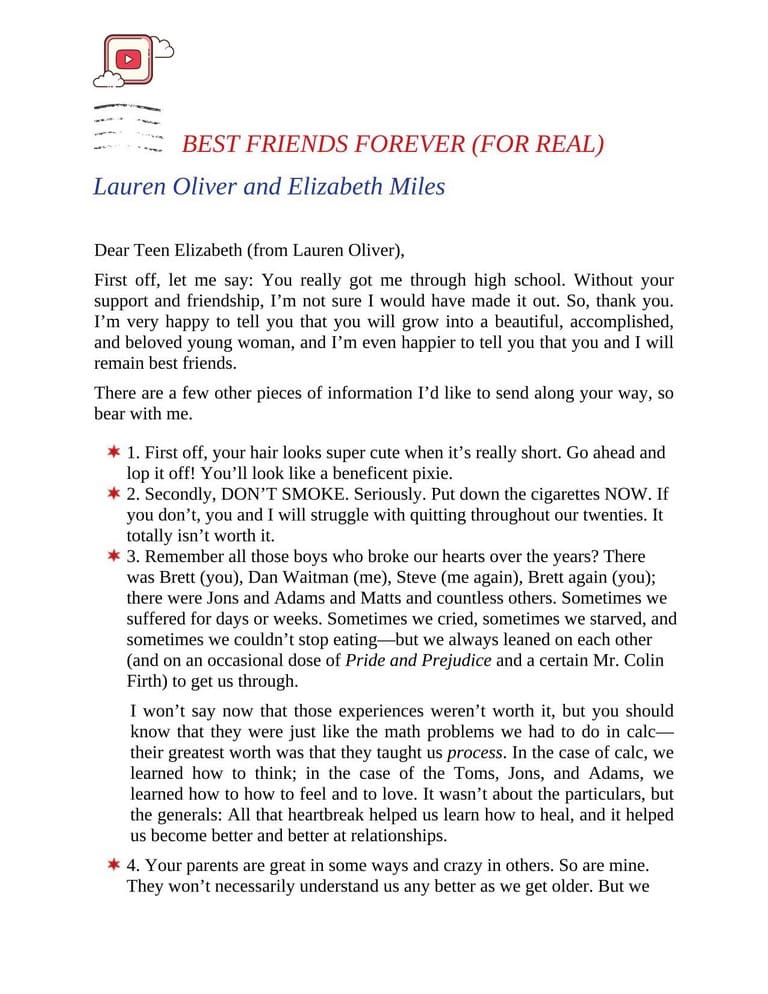 BEST FRIENDS FOREVER (FOR REAL)
Lauren Oliver and Elizabeth Miles
Dear Teen Elizabeth (from Lauren Oliver),
First off, let me say: You really got me through high school. Without your
support and friendship, I’m not sure I would have made it out. So, thank you.
I’m very happy to tell you that you will grow into a beautiful, accomplished,
and beloved young woman, and I’m even happier to tell you that you and I will
remain best friends.
There are a few other pieces of information I’d like to send along your way, so
bear with me.
1. First off, your hair looks super cute when it’s really short. Go ahead and
lop it off! You’ll look like a beneficent pixie.
2. Secondly, DON’T SMOKE. Seriously. Put down the cigarettes NOW. If
you don’t, you and I will struggle with quitting throughout our twenties. It
totally isn’t worth it.
3. Remember all those boys who broke our hearts over the years? There
was Brett (you), Dan Waitman (me), Steve (me again), Brett again (you);
there were Jons and Adams and Matts and countless others. Sometimes we
suffered for days or weeks. Sometimes we cried, sometimes we starved, and
sometimes we couldn’t stop eating—but we always leaned on each other
(and on an occasional dose of Pride and Prejudice and a certain Mr. Colin
Firth) to get us through.
I won’t say now that those experiences weren’t worth it, but you should
know that they were just like the math problems we had to do in calc—
their greatest worth was that they taught us process. In the case of calc, we
learned how to think; in the case of the Toms, Jons, and Adams, we
learned how to how to feel and to love. It wasn’t about the particulars, but
the generals: All that heartbreak helped us learn how to heal, and it helped
us become better and better at relationships.
4. Your parents are great in some ways and crazy in others. So are mine.
They won’t necessarily understand us any better as we get older. But we